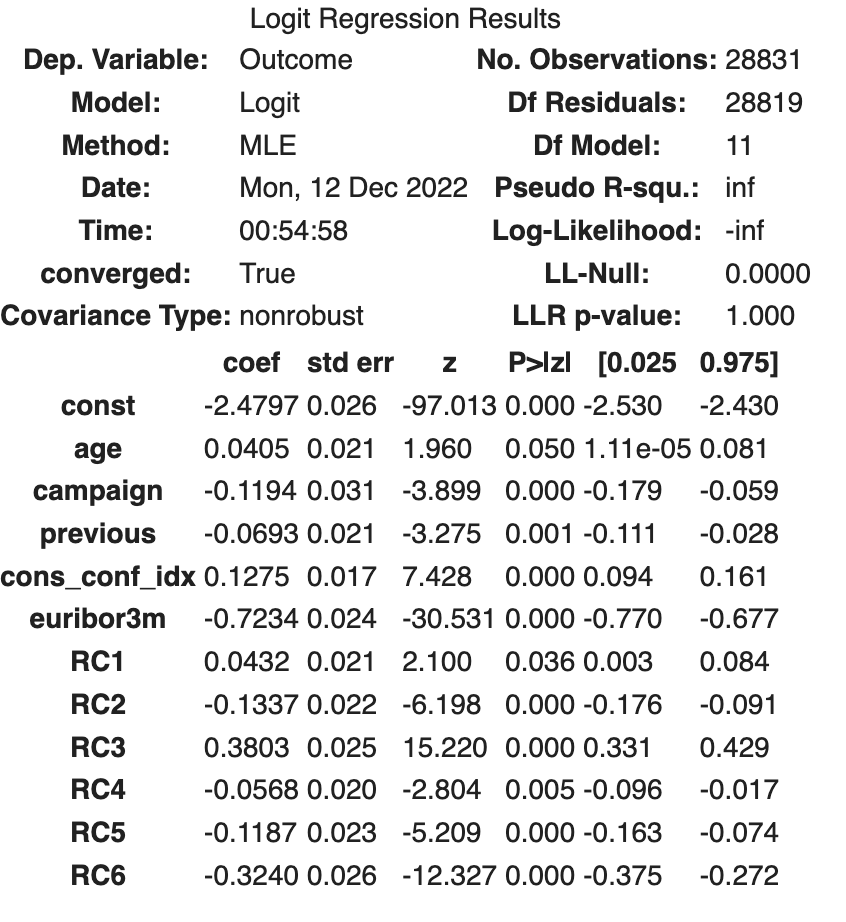 Logit Regression Results
Dep. Variable: Outcome No. Observations: 28831
Model: Logit Df Residuals: 28819
Method: MLE Df Model: 11
Date: Mon, 12 Dec 2022 Pseudo R-squ.: inf
Time: 00:54:58 Log-Likelihood: -inf
converged: True LL-Null: 0.0000
Covariance Type: nonrobust LLR p-value: 1.000
coef std err z P>|z| [0.025 0.975]
const -2.4797 0.026 -97.013 0.000 -2.530 -2.430
age 0.0405 0.021 1.960 0.050 1.11e-05 0.081
campaign -0.1194 0.031 -3.899 0.000 -0.179 -0.059
previous -0.0693 0.021 -3.275 0.001 -0.111 -0.028
cons_conf_idx 0.1275 0.017 7.428 0.000 0.094 0.161
euribor3m -0.7234 0.024 -30.531 0.000 -0.770 -0.677
RC1 0.0432 0.021 2.100 0.036 0.003 0.084
RC2 -0.1337 0.022 -6.198 0.000 -0.176 -0.091
RC3 0.3803 0.025 15.220 0.000 0.331 0.429
RC4 -0.0568 0.020 -2.804 0.005 -0.096 -0.017
RC5 -0.1187 0.023 -5.209 0.000 -0.163 -0.074
RC6 -0.3240 0.026 -12.327 0.000 -0.375 -0.272